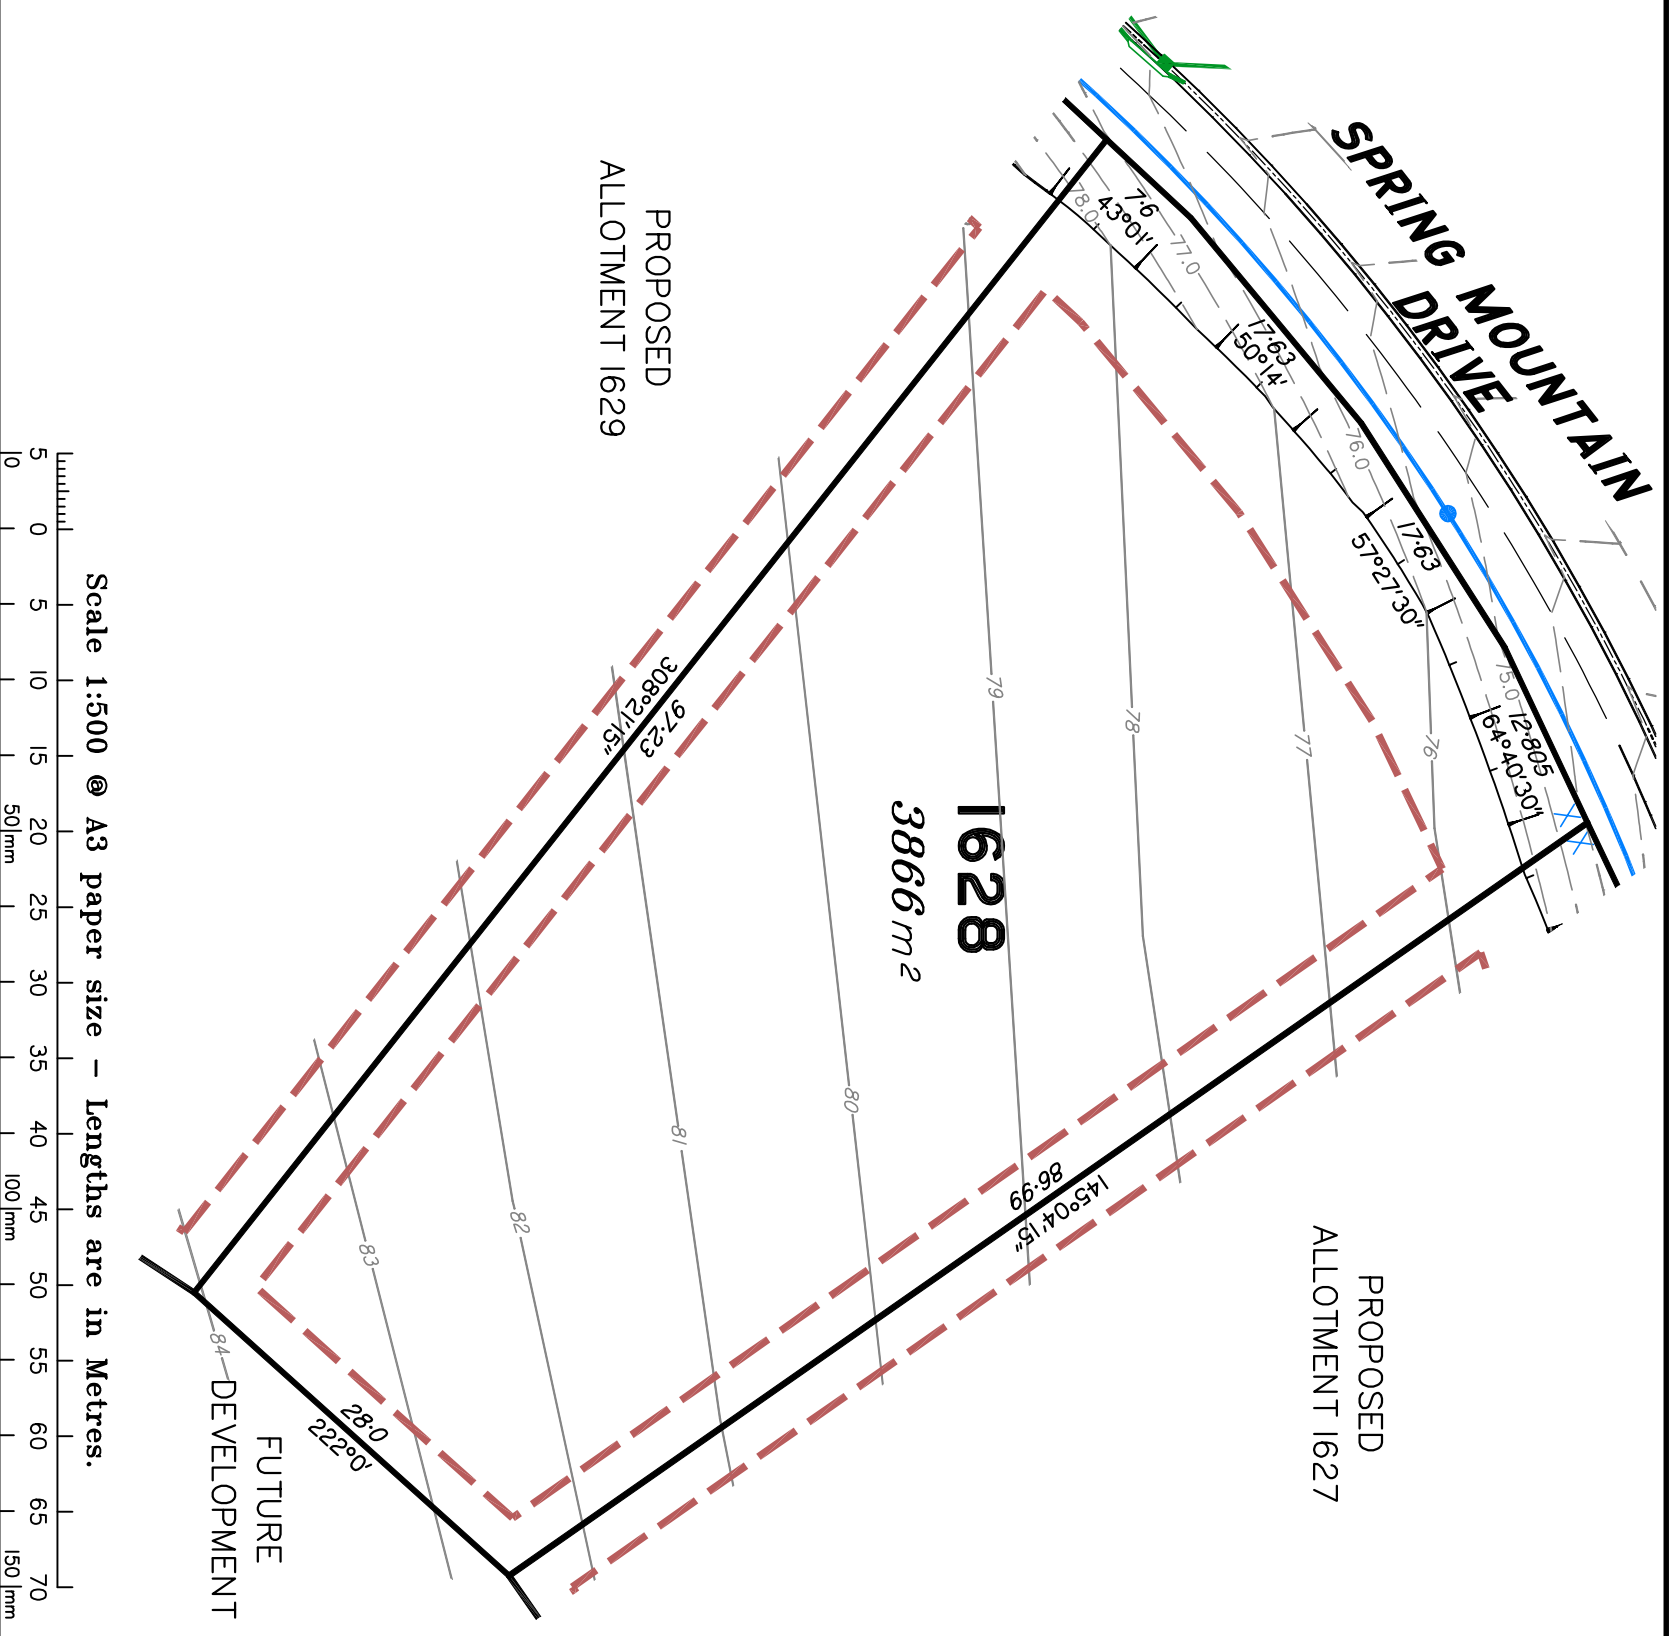 SPRING MOUNTAIN
DRIVE
7·6
43°01'
17·63
50°14'
17·63
57°27'30"
12·805
64°40'30"
78.0
77.0
76.0
75.0
PROPOSED
ALLOTMENT 1629
308°21'15"
97·23
1628
3866m²
76
77
78
79
80
81
82
83
84
86·99
145°04'15"
PROPOSED
ALLOTMENT 1627
28·0
222°0'
FUTURE
DEVELOPMENT
Scale 1:500 @ A3 paper size – Lengths are in Metres.
5 0 5 10 15 20 25 30 35 40 45 50 55 60 65 70
0 50mm 100mm 150mm